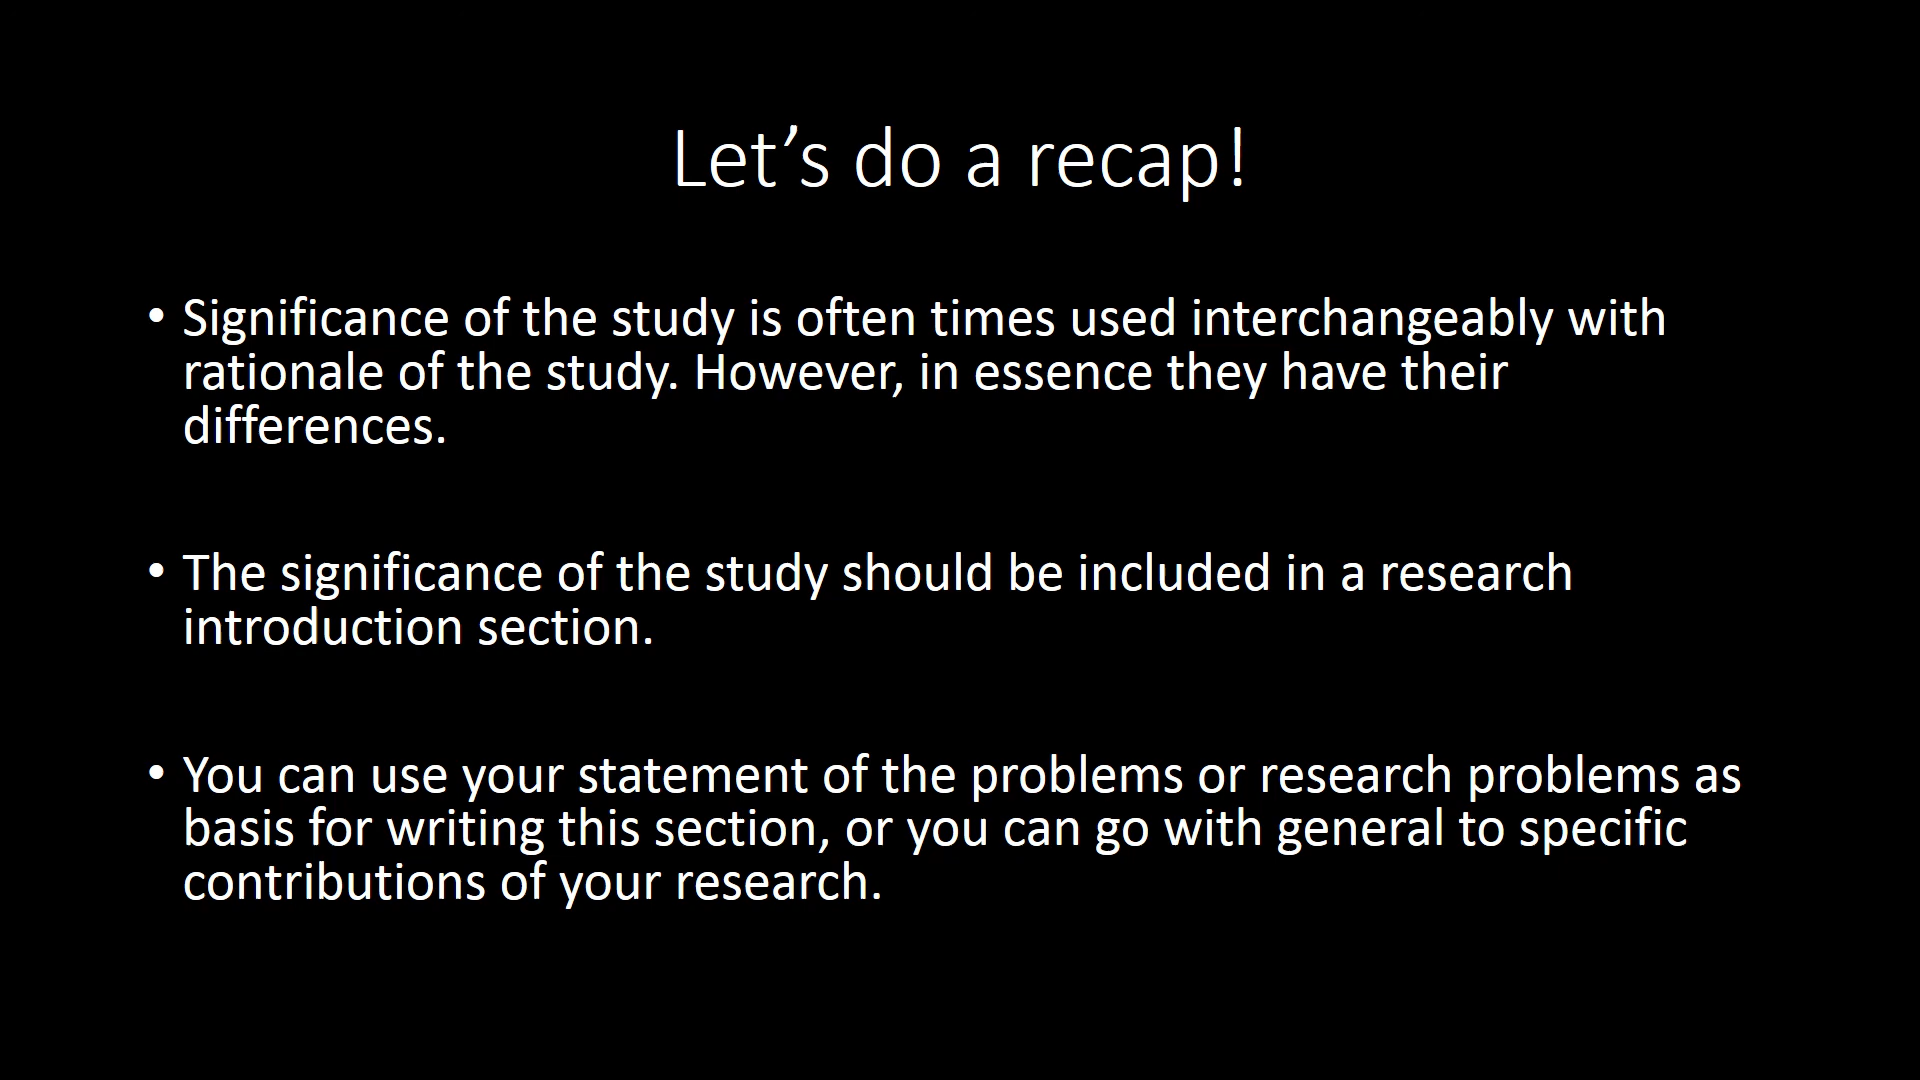 Let’s do a recap!
• Significance of the study is often times used interchangeably with
rationale of the study. However, in essence they have their
differences.
• The significance of the study should be included in a research
introduction section.
• You can use your statement of the problems or research problems as
basis for writing this section, or you can go with general to specific
contributions of your research.